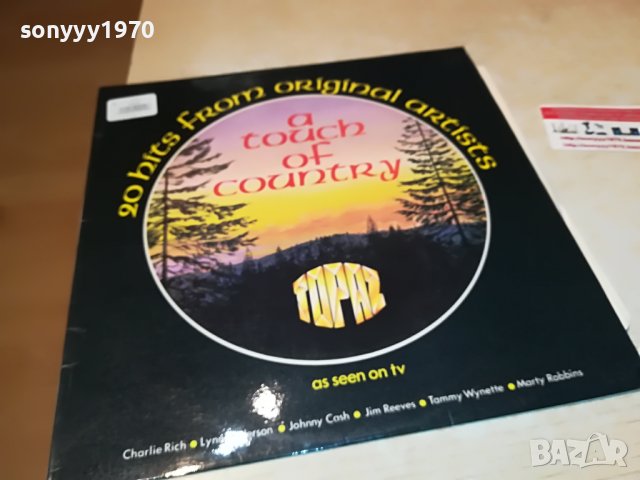 sonyyy1970
20 hits from original artists
a
touch
of
country
TOPAZ
as seen on tv
Charlie Rich • Lynn • Johnny Cash • Jim Reeves • Tammy Wynette • Marty Robbins
BAZAR